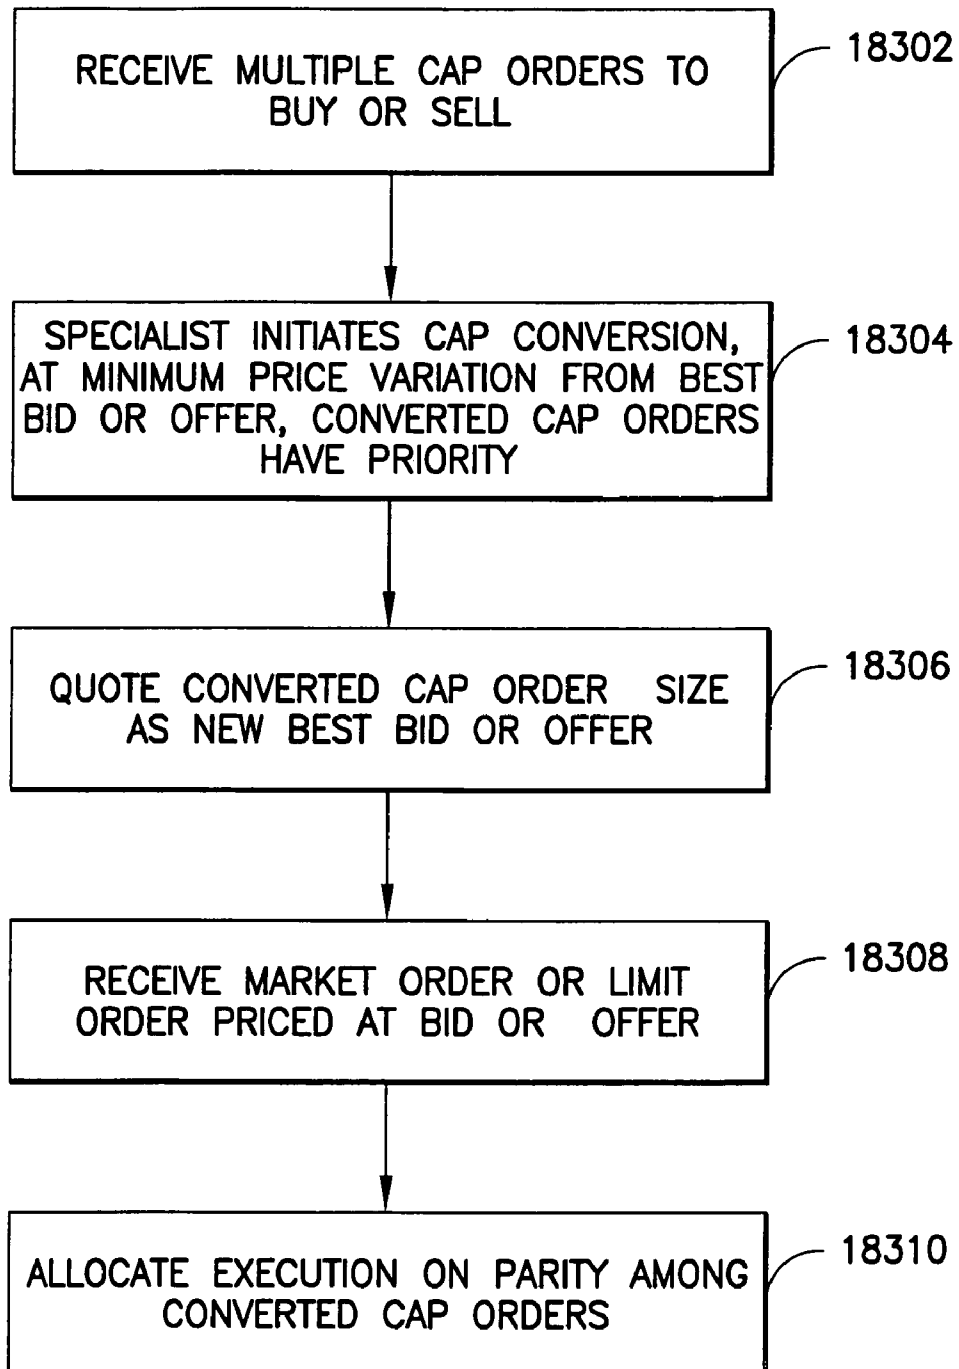 RECEIVE MULTIPLE CAP ORDERS TO
BUY OR SELL
18302
SPECIALIST INITIATES CAP CONVERSION,
AT MINIMUM PRICE VARIATION FROM BEST
BID OR OFFER, CONVERTED CAP ORDERS
HAVE PRIORITY
18304
QUOTE CONVERTED CAP ORDER SIZE
AS NEW BEST BID OR OFFER
18306
RECEIVE MARKET ORDER OR LIMIT
ORDER PRICED AT BID OR OFFER
18308
ALLOCATE EXECUTION ON PARITY AMONG
CONVERTED CAP ORDERS
18310